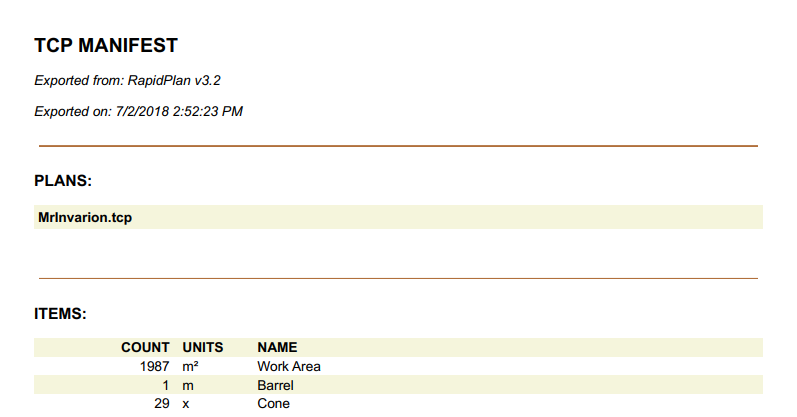 TCP MANIFEST
Exported from: RapidPlan v3.2
Exported on: 7/2/2018 2:52:23 PM
PLANS:
MrInvarion.tcp
ITEMS:
COUNT UNITS NAME
1987 m² Work Area
1 m Barrel
29 x Cone